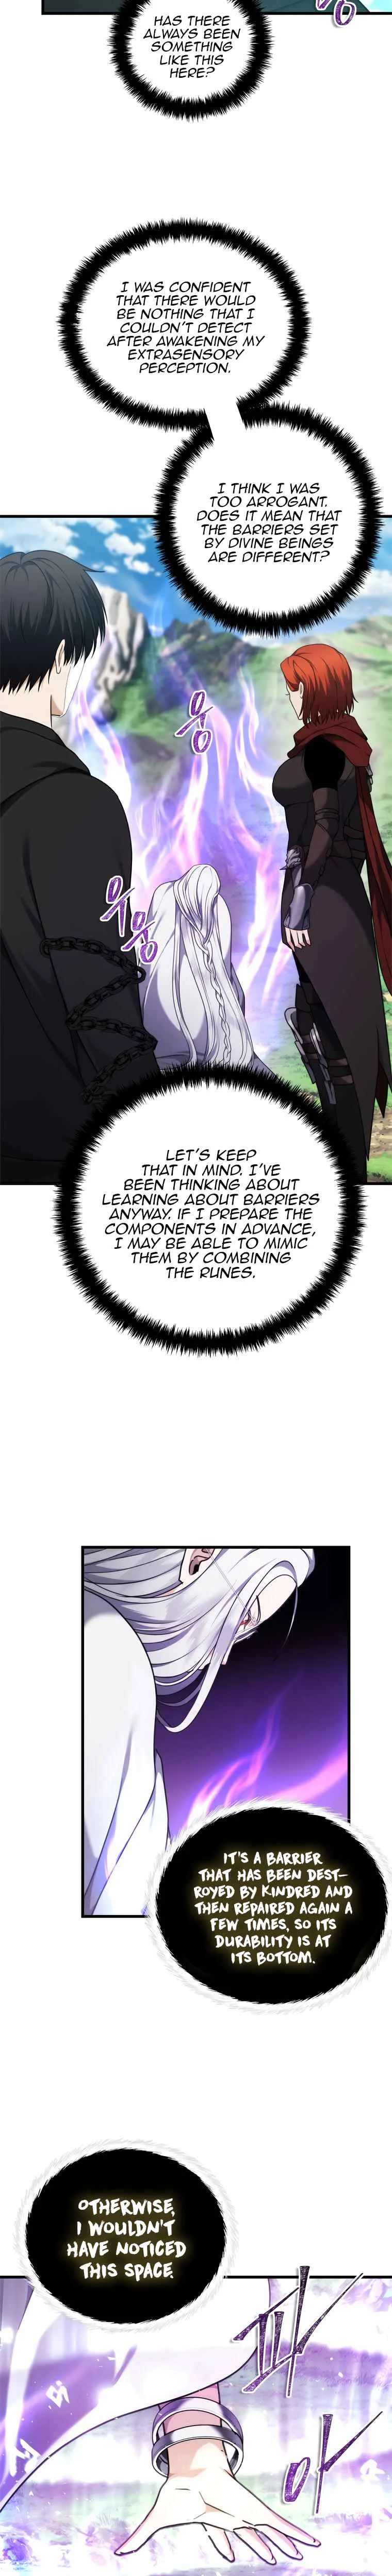 HAS THERE
ALWAYS BEEN
SOMETHING
LIKE THIS
HERE?
I WAS CONFIDENT
THAT THERE WOULD
BE NOTHING THAT I
COULDN'T DETECT
AFTER AWAKENING MY
EXTRASENSORY
PERCEPTION.
I THINK I WAS
TOO ARROGANT.
DOES IT MEAN THAT
THE BARRIERS SET
BY DIVINE BEINGS
ARE DIFFERENT?
LET'S KEEP
THAT IN MIND. I'VE
BEEN THINKING ABOUT
LEARNING ABOUT BARRIERS
ANYWAY. IF I PREPARE THE
COMPONENTS IN ADVANCE,
I MAY BE ABLE TO MIMIC
THEM BY COMBINING
THE RUNES.
IT'S A BARRIER
THAT HAS BEEN DEST-
ROYED BY KINDRED AND
THEN REPAIRED AGAIN A
FEW TIMES, SO ITS
DURABILITY IS AT
ITS BOTTOM.
OTHERWISE,
I WOULDN'T
HAVE NOTICED
THIS SPACE.